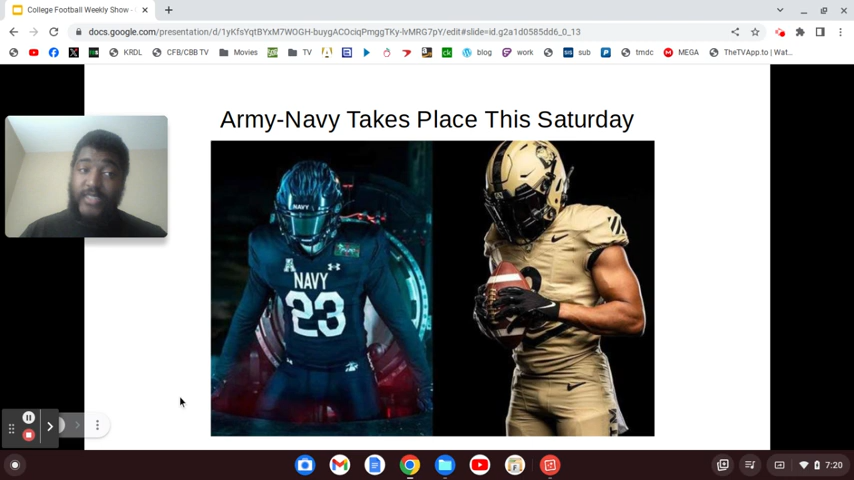 College Football Weekly Show -
docs.google.com/presentation/d/1yKfsYqtBYxM7WOGH-buygACOciqPmggTKy-lvMRG7pY/edit#slide=id.g2a1d0585dd6_0_13
KRDL
CFB/CBB TV
Movies
TV
blog
work
sub
tmdc
MEGA
TheTVApp.to | Wat...
Army-Navy Takes Place This Saturday
NAVY
NAVY
23
7:20